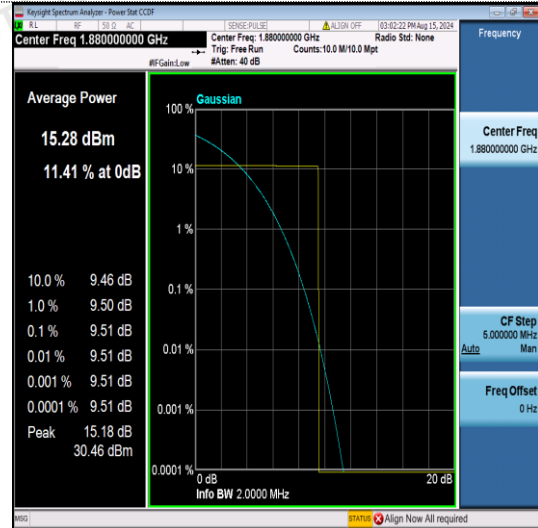 Keysight Spectrum Analyzer - Power Stat CCDF
RL RF 50 Ω AC SENSE:PULSE ALIGN OFF 03:02:22 PM Aug 15, 2024
Center Freq 1.880000000 GHz
Center Freq: 1.880000000 GHz Radio Std: None
Trig: Free Run Counts:10.0 M/10.0 Mpt
#IFGain:Low #Atten: 40 dB
Frequency
Average Power
15.28 dBm
11.41 % at 0dB
10.0 % 9.46 dB
1.0 % 9.50 dB
0.1 % 9.51 dB
0.01 % 9.51 dB
0.001 % 9.51 dB
0.0001 % 9.51 dB
Peak 15.18 dB
30.46 dBm
Gaussian
100 %
10 %
1 %
0.1 %
0.01 %
0.001 %
0.0001 %
0 dB 20 dB
Info BW 2.0000 MHz
Center Freq
1.880000000 GHz
CF Step
5.000000 MHz
Auto Man
Freq Offset
0 Hz
MSG STATUS Align Now All required